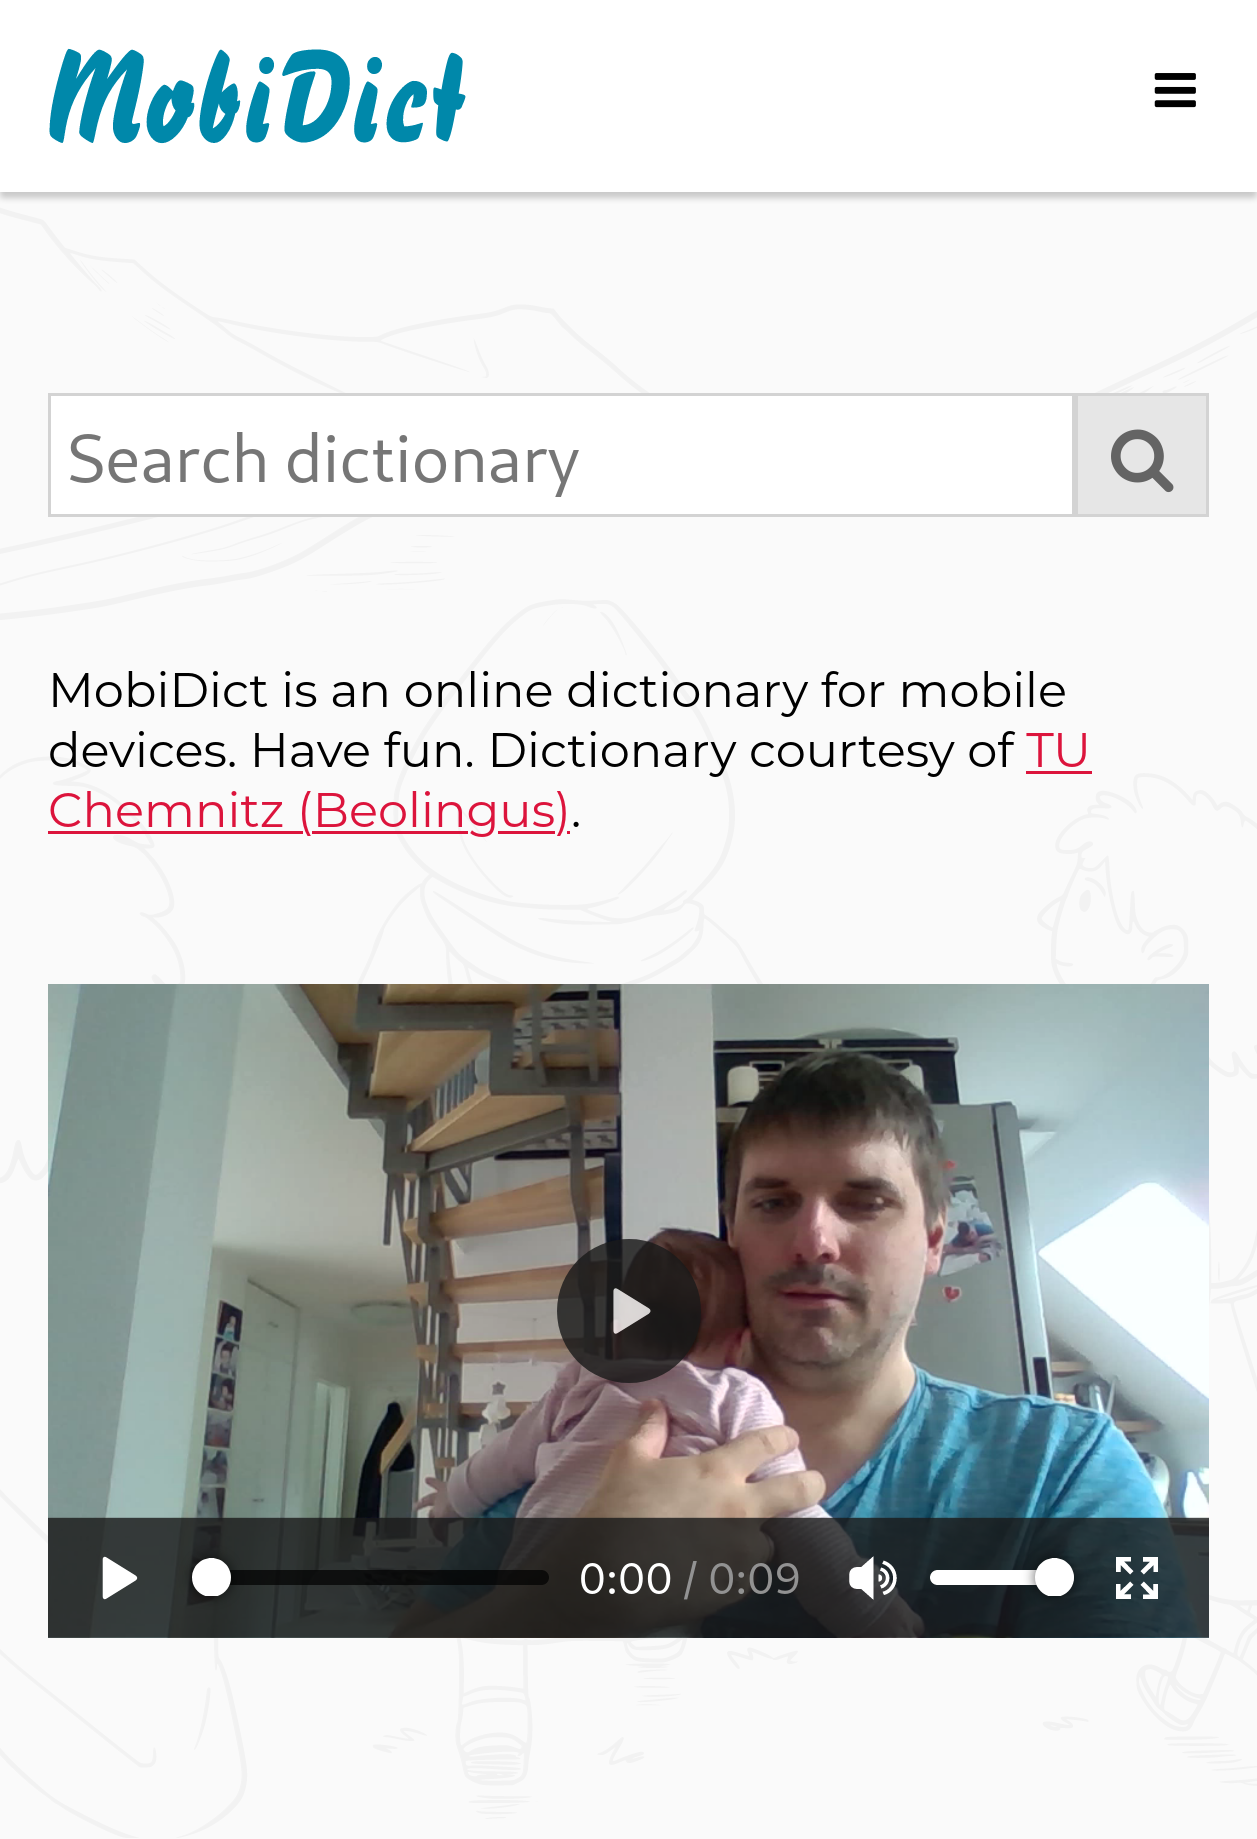 MobiDict
Search dictionary
MobiDict is an online dictionary for mobile
devices. Have fun. Dictionary courtesy of TU
Chemnitz (Beolingus).
0:00 / 0:09